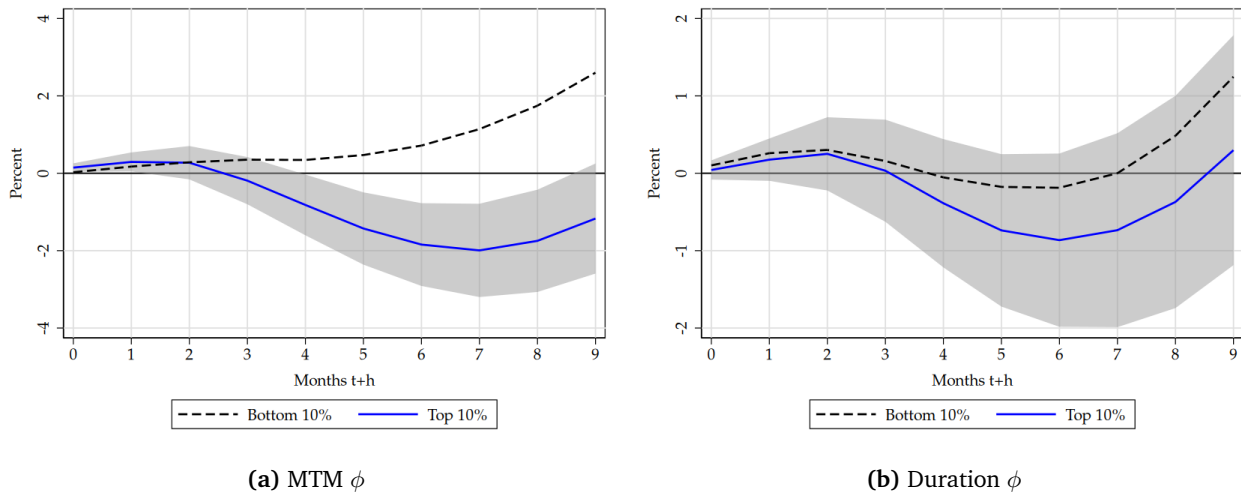 4
2
0
-2
-4
Percent
0 1 2 3 4 5 6 7 8 9
Months t+h
Bottom 10% Top 10%
(a) MTM ϕ
2
1
0
-1
-2
Percent
0 1 2 3 4 5 6 7 8 9
Months t+h
Bottom 10% Top 10%
(b) Duration ϕ